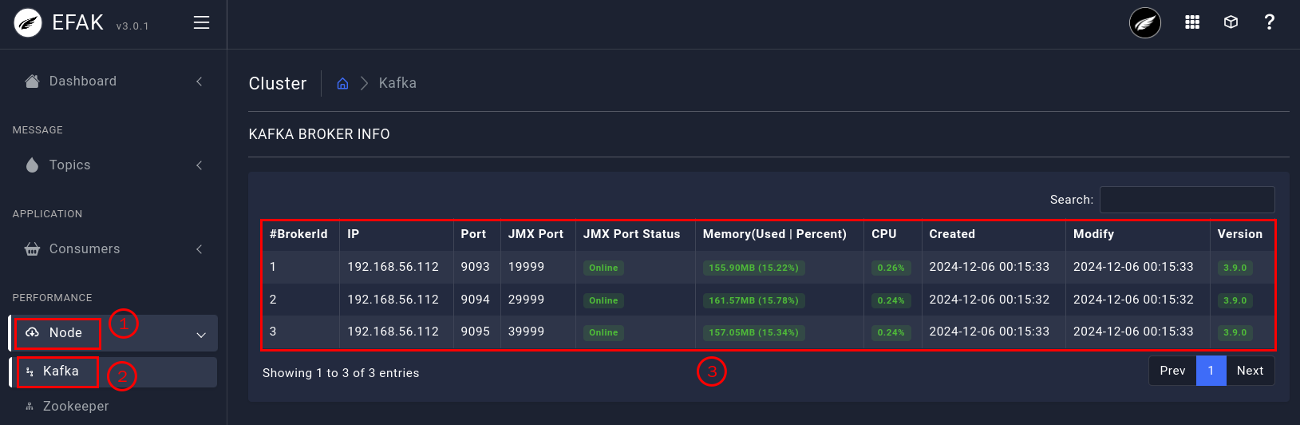 EFAK v3.0.1
Dashboard
MESSAGE
Topics
APPLICATION
Consumers
PERFORMANCE
Node 1
Kafka 2
Zookeeper
?
Cluster Kafka
KAFKA BROKER INFO
Search:
#BrokerId IP Port JMX Port JMX Port Status Memory(Used | Percent) CPU Created Modify Version
1 192.168.56.112 9093 19999 Online 155.90MB (15.22%) 0.26% 2024-12-06 00:15:33 2024-12-06 00:15:33 3.9.0
2 192.168.56.112 9094 29999 Online 161.57MB (15.78%) 0.24% 2024-12-06 00:15:32 2024-12-06 00:15:32 3.9.0
3 192.168.56.112 9095 39999 Online 157.05MB (15.34%) 0.24% 2024-12-06 00:15:33 2024-12-06 00:15:33 3.9.0
Showing 1 to 3 of 3 entries 3 Prev 1 Next